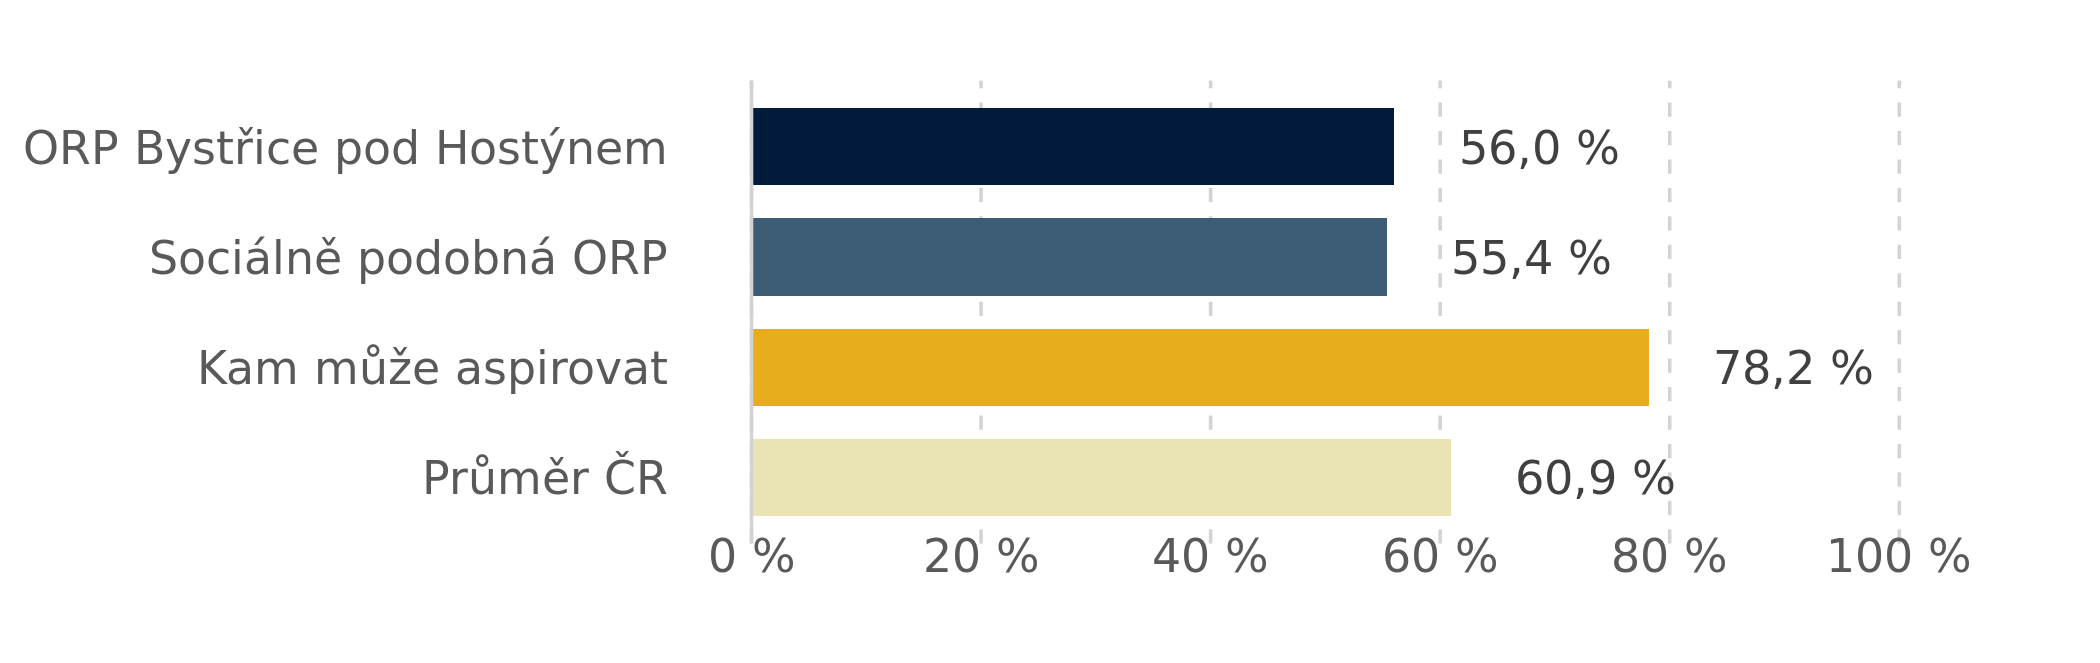 ORP Bystřice pod Hostýnem 56,0 %
Sociálně podobná ORP 55,4 %
Kam může aspirovat 78,2 %
Průměr ČR 60,9 %
0 % 20 % 40 % 60 % 80 % 100 %